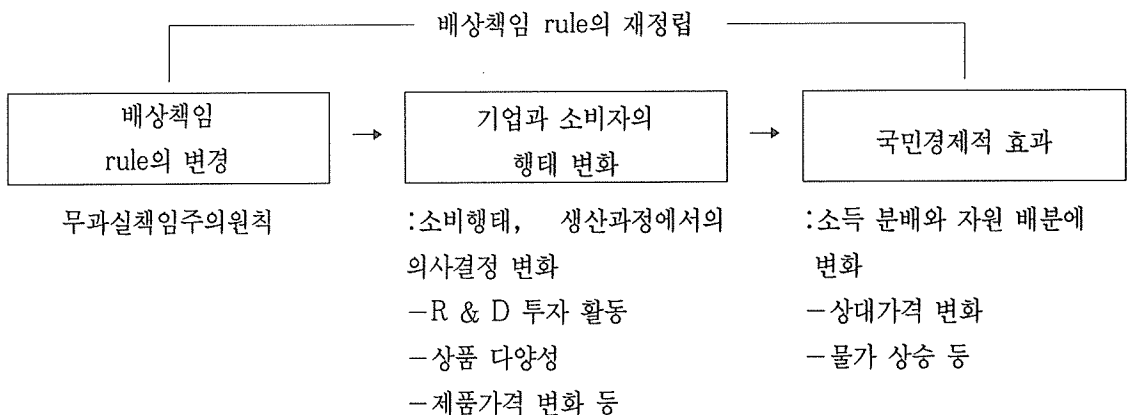 배상책임 rule의 재정립
배상책임
rule의 변경
→
기업과 소비자의
행태 변화
→
국민경제적 효과
무과실책임주의원칙
:소비행태, 생산과정에서의
의사결정 변화
-R & D 투자 활동
-상품 다양성
-제품가격 변화 등
:소득 분배와 자원 배분에
변화
-상대가격 변화
-물가 상승 등